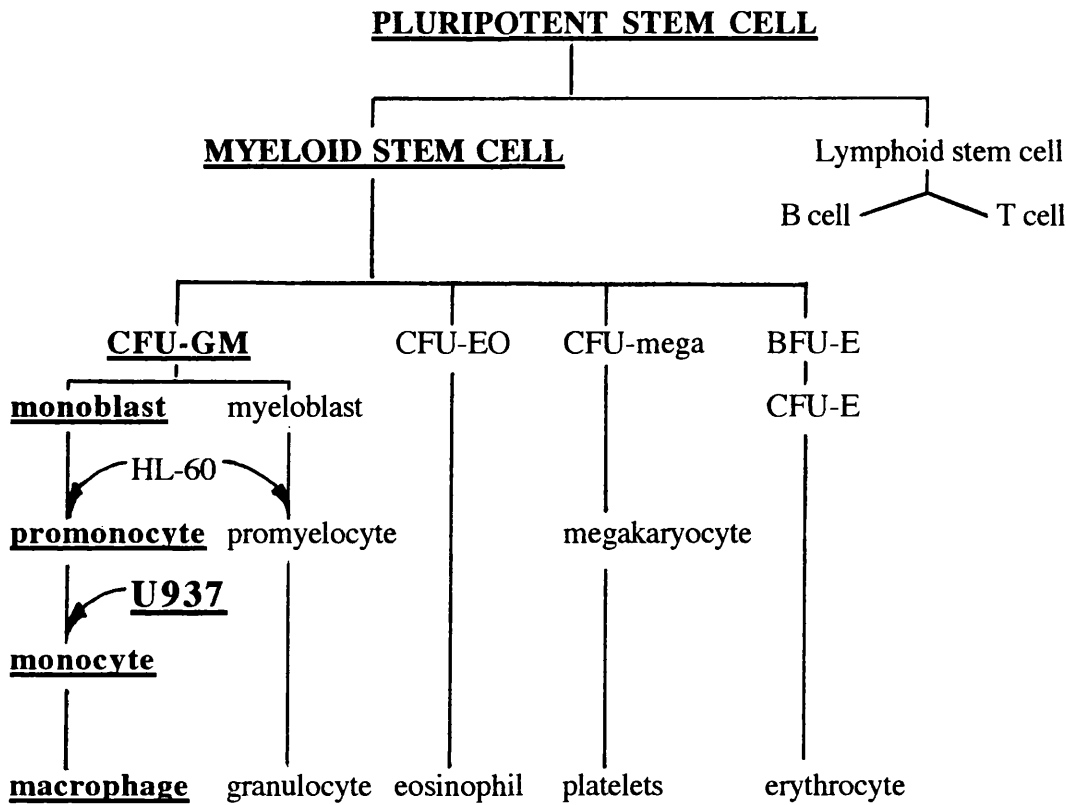 PLURIPOTENT STEM CELL
MYELOID STEM CELL
Lymphoid stem cell
B cell
T cell
CFU-GM
CFU-EO
CFU-mega
BFU-E
monoblast
myeloblast
CFU-E
HL-60
promonocyte
promyelocyte
megakaryocyte
U937
monocyte
macrophage
granulocyte
eosinophil
platelets
erythrocyte